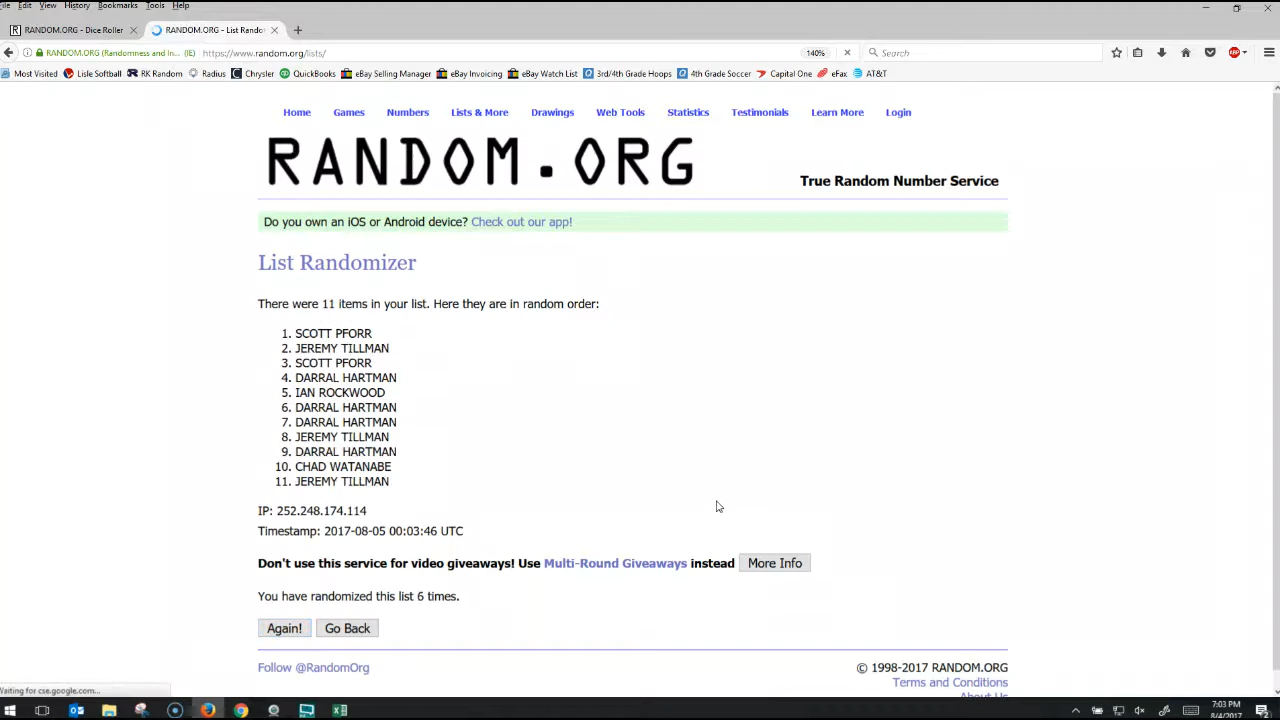 ile Edit View History Bookmarks Tools Help
RANDOM.ORG - Dice Roller
RANDOM.ORG - List Rando
RANDOM.ORG (Randomness and In... (IE) https://www.random.org/lists/ 140% Search
Most Visited Lisle Softball RK Random Radius Chrysler QuickBooks eBay Selling Manager eBay Invoicing eBay Watch List 3rd/4th Grade Hoops 4th Grade Soccer Capital One eFax AT&T
Home Games Numbers Lists & More Drawings Web Tools Statistics Testimonials Learn More Login
RANDOM.ORG
True Random Number Service
Do you own an iOS or Android device? Check out our app!
List Randomizer
There were 11 items in your list. Here they are in random order:
1. SCOTT PFORR
2. JEREMY TILLMAN
3. SCOTT PFORR
4. DARRAL HARTMAN
5. IAN ROCKWOOD
6. DARRAL HARTMAN
7. DARRAL HARTMAN
8. JEREMY TILLMAN
9. DARRAL HARTMAN
10. CHAD WATANABE
11. JEREMY TILLMAN
IP: 252.248.174.114
Timestamp: 2017-08-05 00:03:46 UTC
Don't use this service for video giveaways! Use Multi-Round Giveaways instead More Info
You have randomized this list 6 times.
Again! Go Back
Follow @RandomOrg
© 1998-2017 RANDOM.ORG
Terms and Conditions
About Us
Waiting for cse.google.com...
7:03 PM
8/4/2017